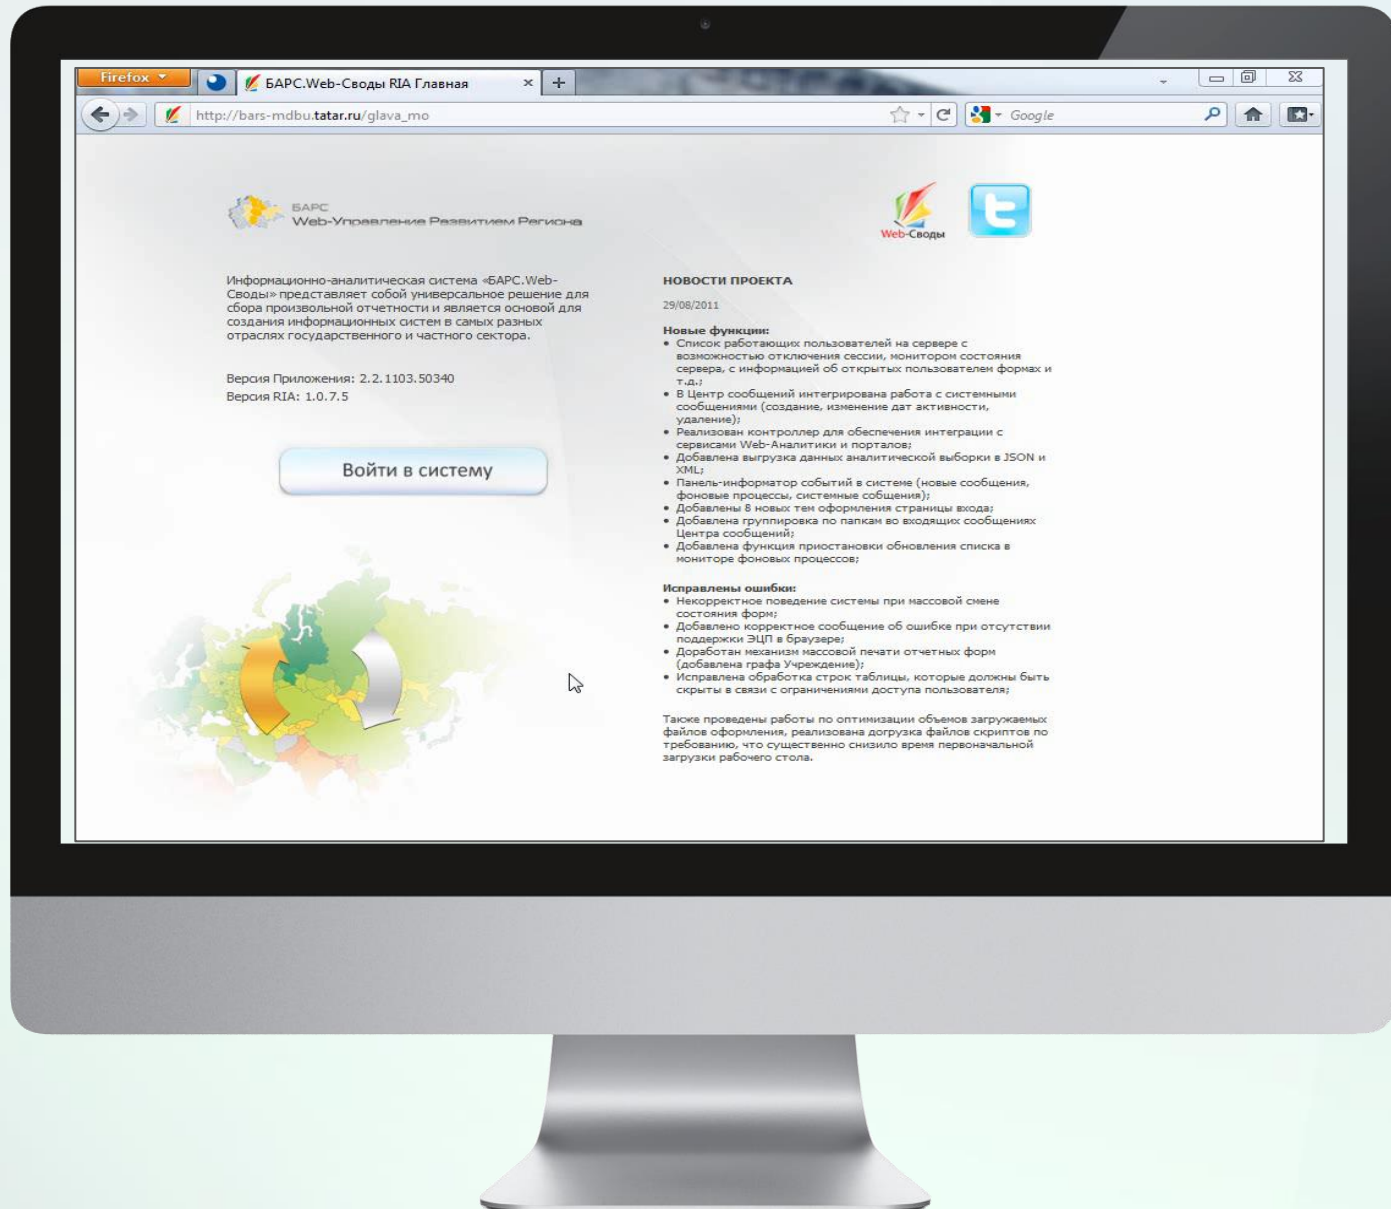 Firefox
БАРС.Web-Своды RIA Главная
http://bars-mdbu.tatar.ru/glava_mo
Google
БАРС
Web-Управление Развитием Региона
Web-Своды
Информационно-аналитическая система «БАРС.Web-
Своды» представляет собой универсальное решение для
сбора произвольной отчетности и является основой для
создания информационных систем в самых разных
отраслях государственного и частного сектора.
Версия Приложения: 2.2.1103.50340
Версия RIA: 1.0.7.5
Войти в систему
НОВОСТИ ПРОЕКТА
29/08/2011
Новые функции:
• Список работающих пользователей на сервере с
возможностью отключения сессии, монитором состояния
сервера, с информацией об открытых пользователем формах и
т.д.;
• В Центр сообщений интегрирована работа с системными
сообщениями (создание, изменение дат активности,
удаление);
• Реализован контроллер для обеспечения интеграции с
сервисами Web-Аналитики и порталов;
• Добавлена выгрузка данных аналитической выборки в JSON и
XML;
• Панель-информатор событий в системе (новые сообщения,
фоновые процессы, системные собщения);
• Добавлены 8 новых тем оформления страницы входа;
• Добавлена группировка по папкам во входящих сообщениях
Центра сообщений;
• Добавлена функция приостановки обновления списка в
мониторе фоновых процессов;
Исправлены ошибки:
• Некорректное поведение системы при массовой смене
состояния форм;
• Добавлено корректное сообщение об ошибке при отсутствии
поддержки ЭЦП в браузере;
• Доработан механизм массовой печати отчетных форм
(добавлена графа Учреждение);
• Исправлена обработка строк таблицы, которые должны быть
скрыты в связи с ограничениями доступа пользователя;
Также проведены работы по оптимизации объемов загружаемых
файлов оформления, реализована догрузка файлов скриптов по
требованию, что существенно снизило время первоначальной
загрузки рабочего стола.